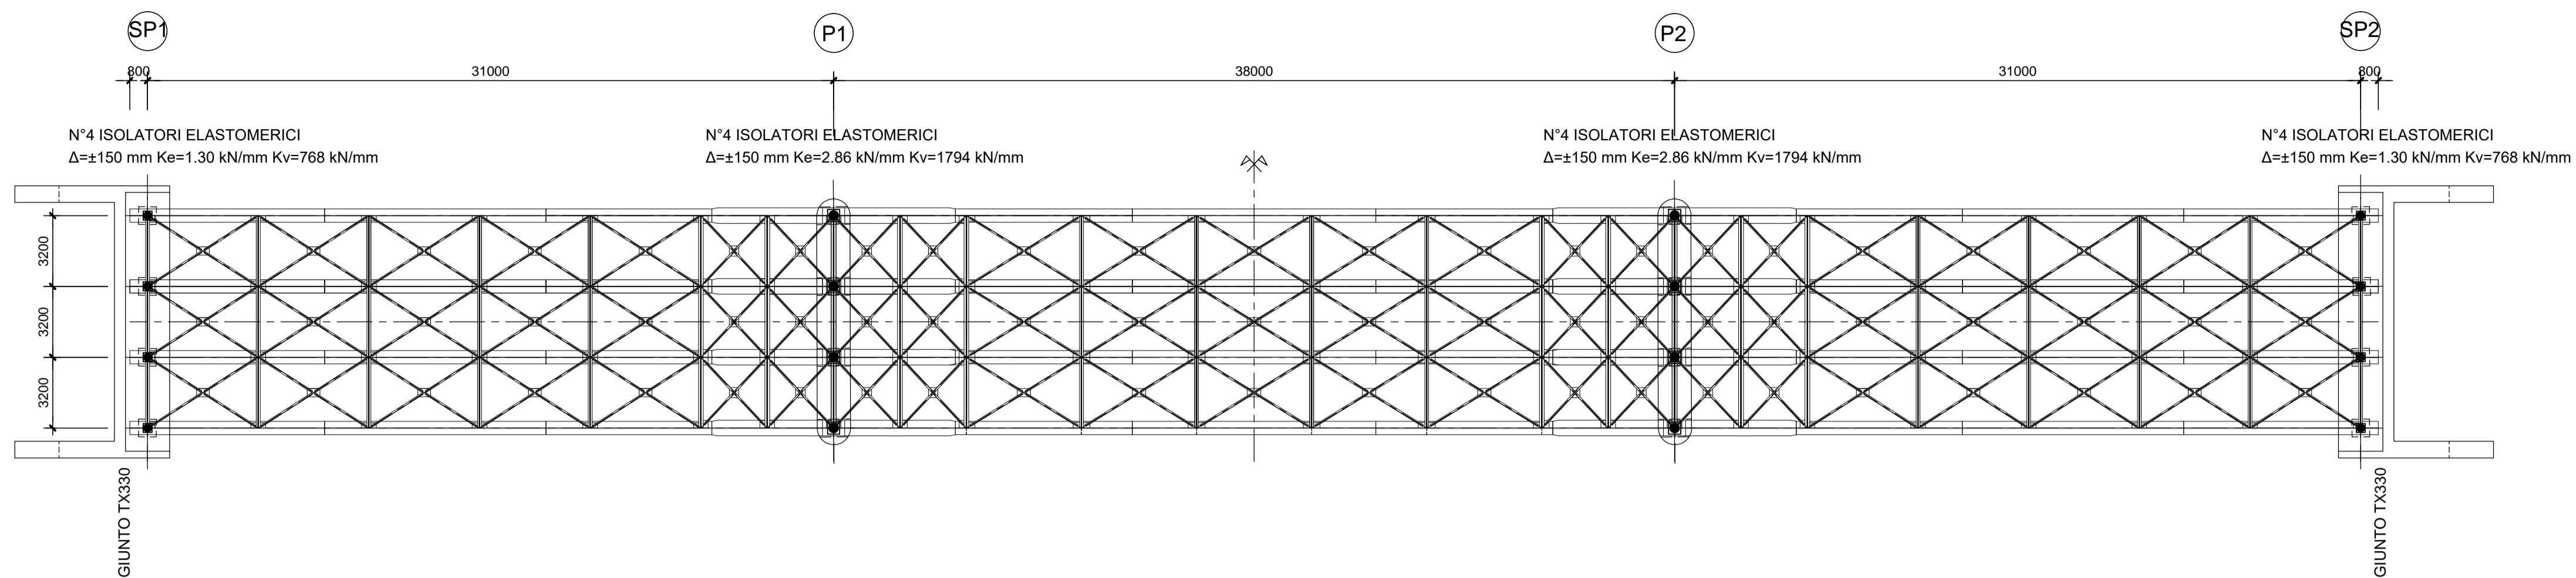 SP1
P1
P2
SP2
800
31000
38000
31000
800
N°4 ISOLATORI ELASTOMERICI
Δ=±150 mm Ke=1.30 kN/mm Kv=768 kN/mm
N°4 ISOLATORI ELASTOMERICI
Δ=±150 mm Ke=2.86 kN/mm Kv=1794 kN/mm
N°4 ISOLATORI ELASTOMERICI
Δ=±150 mm Ke=2.86 kN/mm Kv=1794 kN/mm
N°4 ISOLATORI ELASTOMERICI
Δ=±150 mm Ke=1.30 kN/mm Kv=768 kN/mm
3200
3200
3200
GIUNTO TX330
GIUNTO TX330